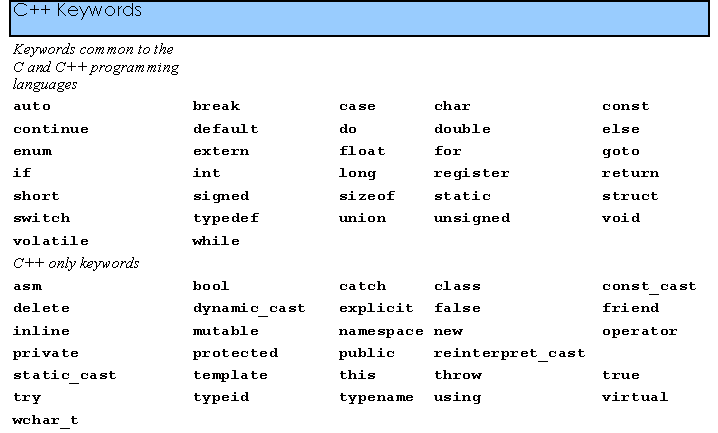 C++ Keywords
Keywords common to the
C and C++ programming
languages
auto break case char const
continue default do double else
enum extern float for goto
if int long register return
short signed sizeof static struct
switch typedef union unsigned void
volatile while
C++ only keywords
asm bool catch class const_cast
delete dynamic_cast explicit false friend
inline mutable namespace new operator
private protected public reinterpret_cast
static_cast template this throw true
try typeid typename using virtual
wchar_t